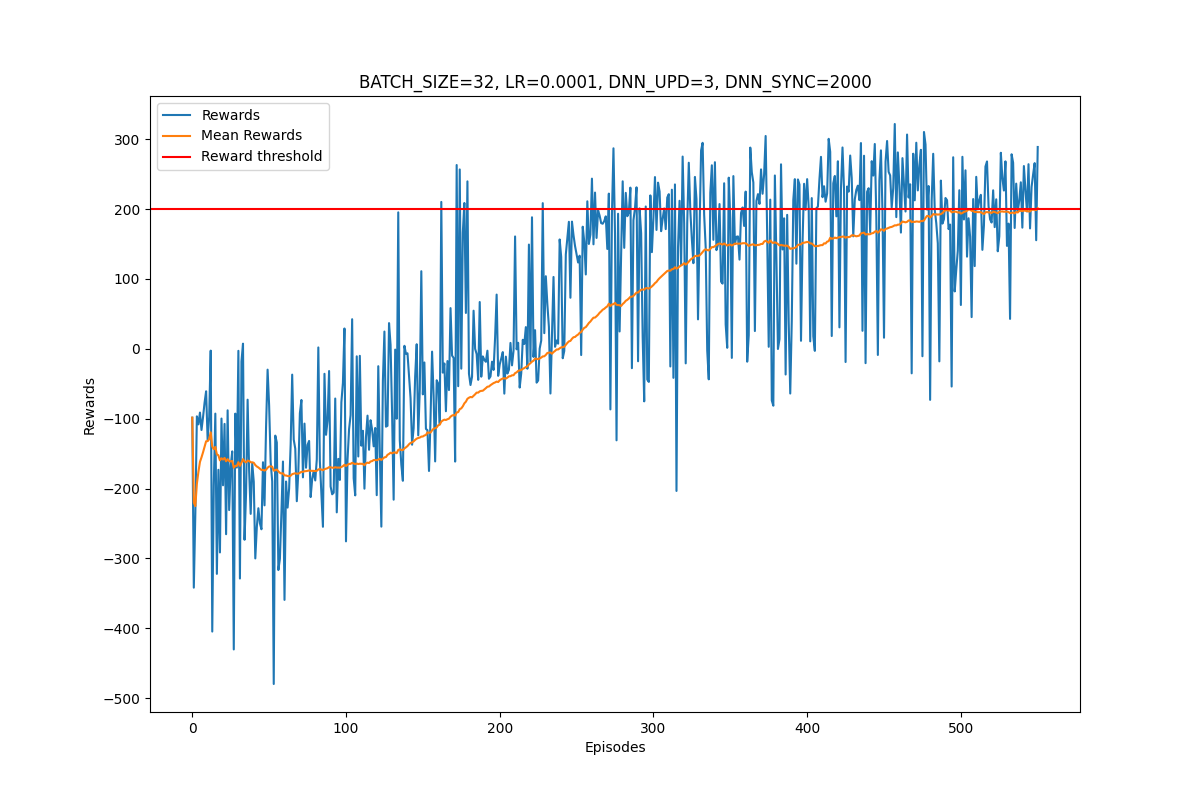 BATCH_SIZE=32, LR=0.0001, DNN_UPD=3, DNN_SYNC=2000
Rewards
Mean Rewards
Reward threshold
300
200
100
0
−100
−200
−300
−400
−500
Rewards
0 100 200 300 400 500
Episodes